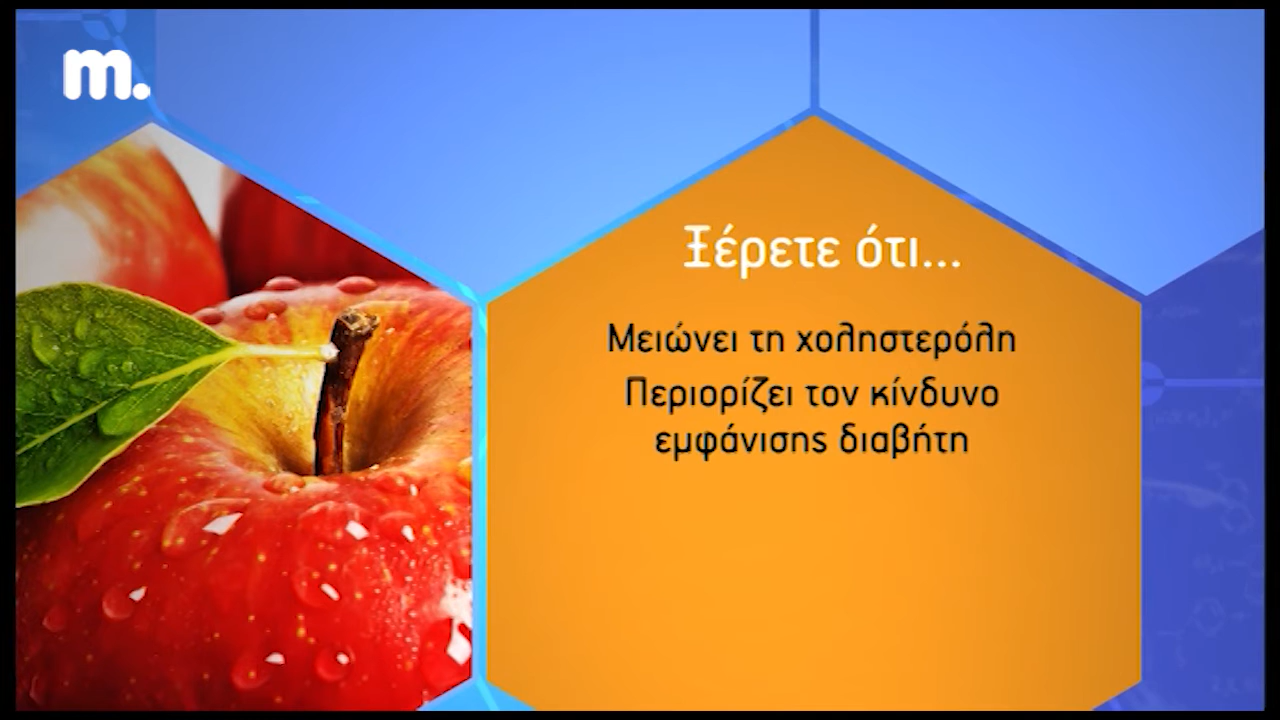 m.
Ξέρετε ότι...
Μειώνει τη χοληστερόλη
Περιορίζει τον κίνδυνο
εμφάνισης διαβήτη